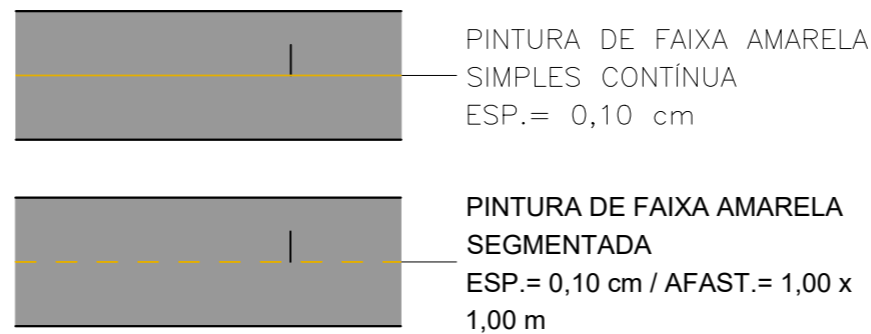 PINTURA DE FAIXA AMARELA
SIMPLES CONTÍNUA
ESP.= 0,10 cm
PINTURA DE FAIXA AMARELA
SEGMENTADA
ESP.= 0,10 cm / AFAST.= 1,00 x
1,00 m